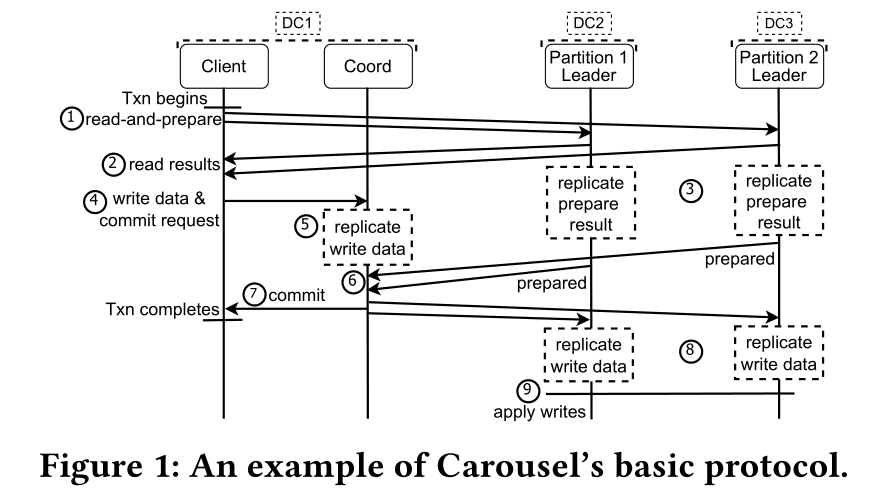 DC1
DC2
DC3
Client
Coord
Partition 1
Leader
Partition 2
Leader
Txn begins
1 read-and-prepare
2 read results
3
replicate
prepare
result
replicate
prepare
result
4 write data &
commit request
5
replicate
write data
6
prepared
prepared
7 commit
Txn completes
8
replicate
write data
replicate
write data
9
apply writes
Figure 1: An example of Carousel's basic protocol.